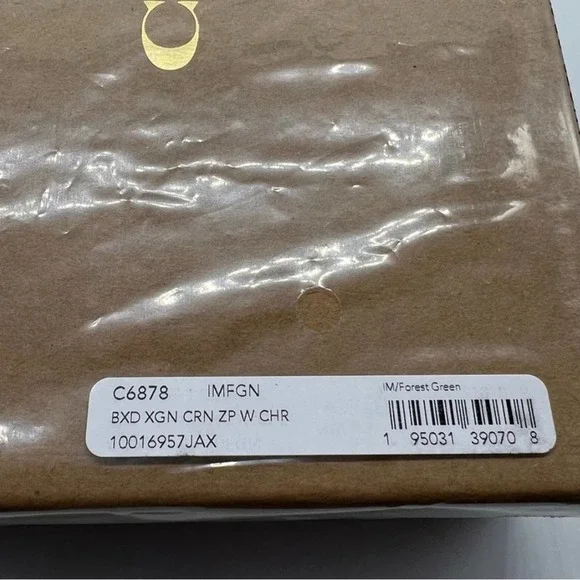 C
C6878 IMFGN
BXD XGN CRN ZP W CHR
10016957JAX
IM/Forest Green
1 95031 39070 8